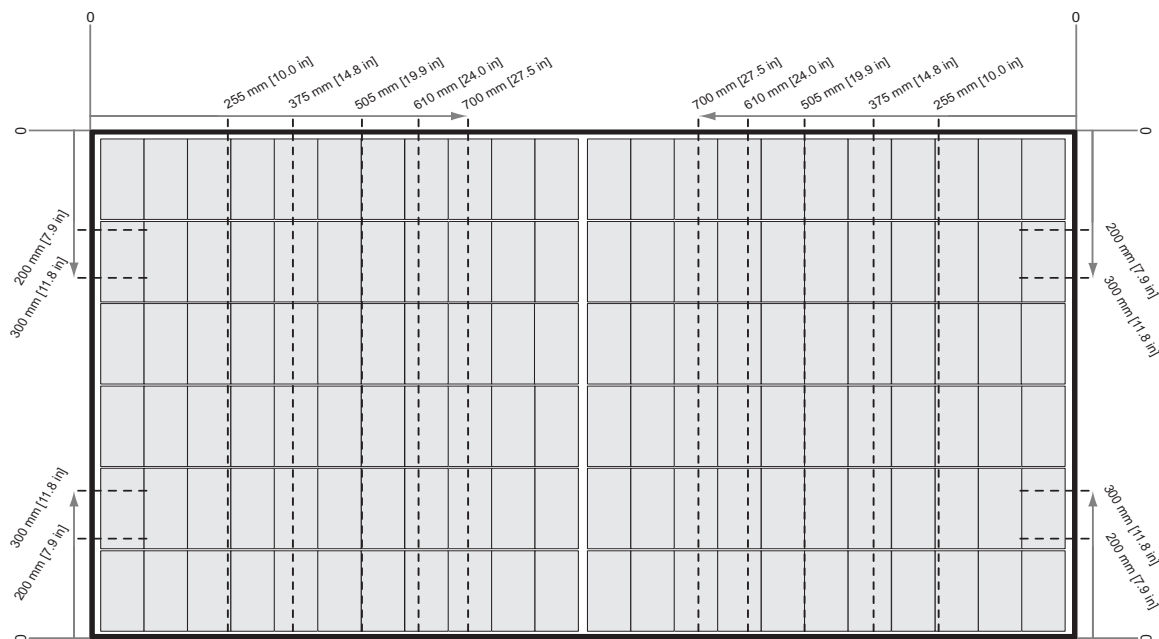 0
0
255 mm [10.0 in]
375 mm [14.8 in]
505 mm [19.9 in]
610 mm [24.0 in]
700 mm [27.5 in]
700 mm [27.5 in]
610 mm [24.0 in]
505 mm [19.9 in]
375 mm [14.8 in]
255 mm [10.0 in]
0
0
200 mm [7.9 in]
300 mm [11.8 in]
200 mm [7.9 in]
300 mm [11.8 in]
300 mm [11.8 in]
200 mm [7.9 in]
300 mm [11.8 in]
200 mm [7.9 in]
0
0